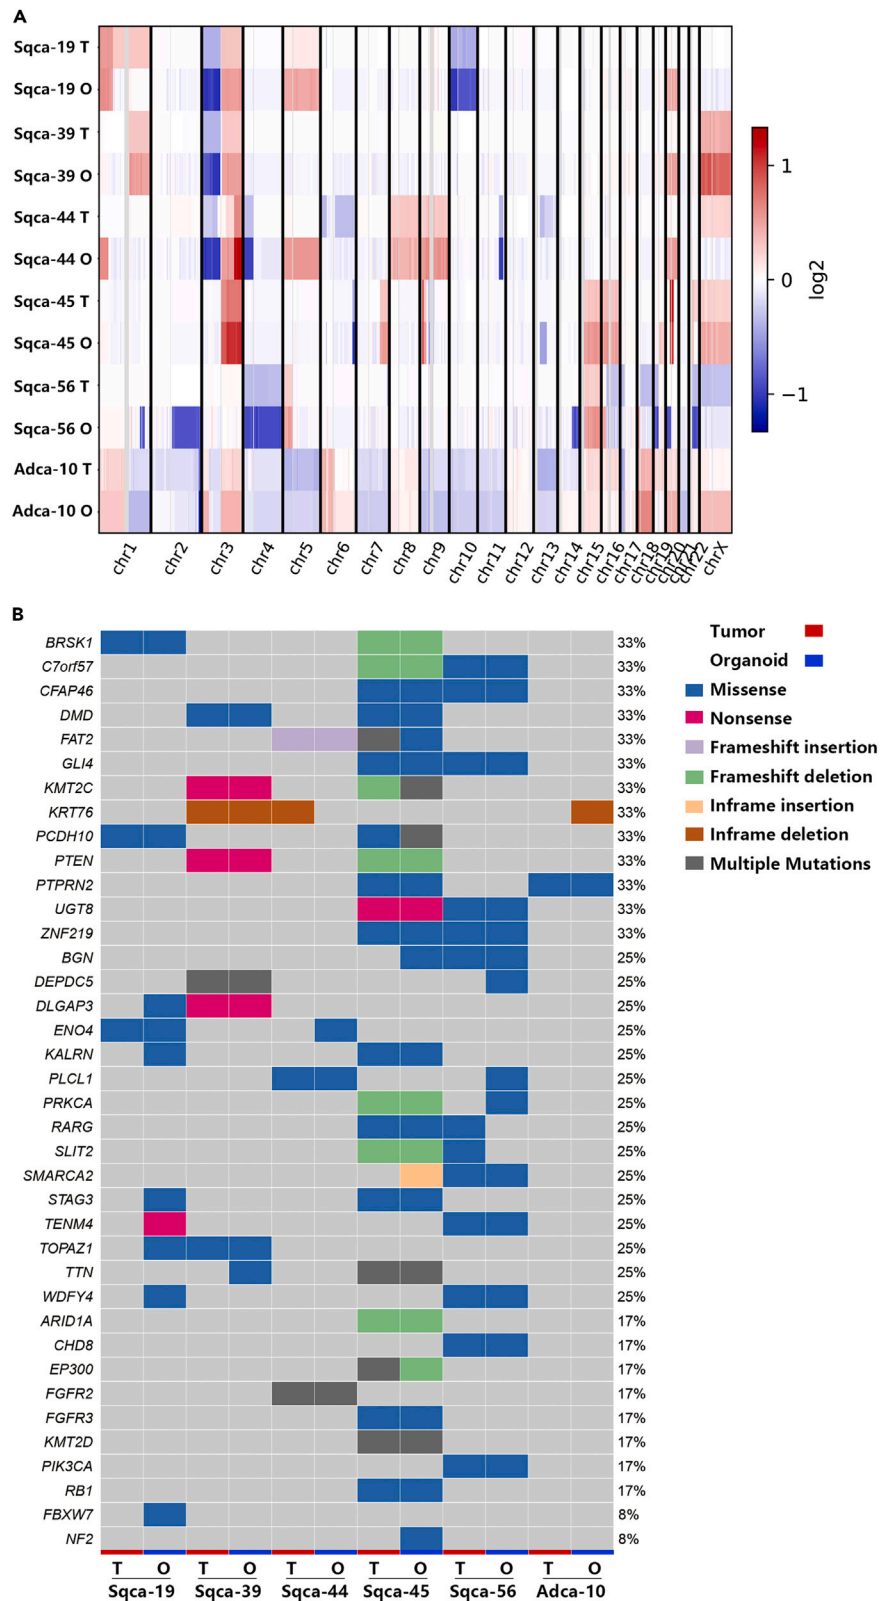 A
Sqca-19 T
Sqca-19 O
Sqca-39 T
Sqca-39 O
Sqca-44 T
Sqca-44 O
Sqca-45 T
Sqca-45 O
Sqca-56 T
Sqca-56 O
Adca-10 T
Adca-10 O
1
0
−1
log2
chr1
chr2
chr3
chr4
chr5
chr6
chr7
chr8
chr9
chr10
chr11
chr12
chr13
chr14
chr15
chr16
chr17
chr18
chr19
chr20
chr21
chr22
chrX
B
BRSK1 33%
C7orf57 33%
CFAP46 33%
DMD 33%
FAT2 33%
GLI4 33%
KMT2C 33%
KRT76 33%
PCDH10 33%
PTEN 33%
PTPRN2 33%
UGT8 33%
ZNF219 33%
BGN 25%
DEPDC5 25%
DLGAP3 25%
ENO4 25%
KALRN 25%
PLCL1 25%
PRKCA 25%
RARG 25%
SLIT2 25%
SMARCA2 25%
STAG3 25%
TENM4 25%
TOPAZ1 25%
TTN 25%
WDFY4 25%
ARID1A 17%
CHD8 17%
EP300 17%
FGFR2 17%
FGFR3 17%
KMT2D 17%
PIK3CA 17%
RB1 17%
FBXW7 8%
NF2 8%
T O T O T O T O T O T O
Sqca-19 Sqca-39 Sqca-44 Sqca-45 Sqca-56 Adca-10
Tumor
Organoid
Missense
Nonsense
Frameshift insertion
Frameshift deletion
Inframe insertion
Inframe deletion
Multiple Mutations